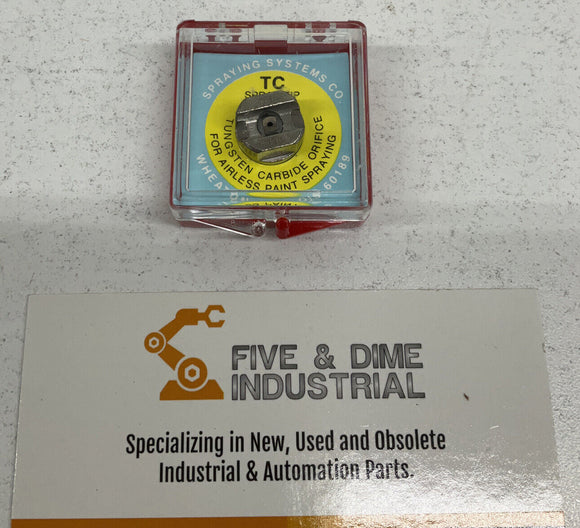 SPRAYING SYSTEMS CO.
TC
TUNGSTEN CARBIDE ORIFICE
FOR AIRLESS PAINT SPRAYING
60189
FIVE & DIME
INDUSTRIAL
Specializing in New, Used and Obsolete
Industrial & Automation Parts.